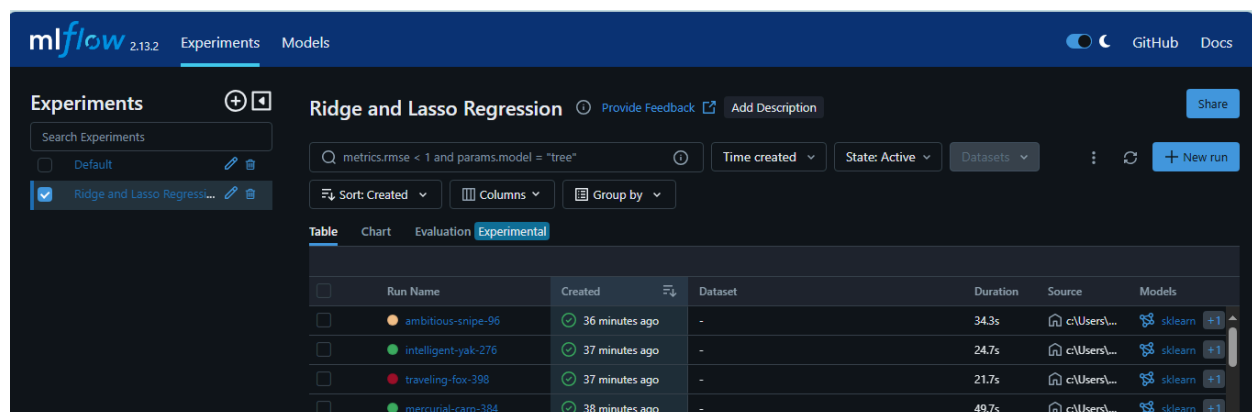 mlflow 2.13.2 Experiments Models GitHub Docs
Experiments
Search Experiments
Default
Ridge and Lasso Regressi...
Ridge and Lasso Regression Provide Feedback Add Description Share
metrics.rmse < 1 and params.model = "tree" Time created State: Active Datasets + New run
Sort: Created Columns Group by
Table Chart Evaluation Experimental
Run Name Created Dataset Duration Source Models
ambitious-snipe-96 36 minutes ago - 34.3s c:\Users\... sklearn +1
intelligent-yak-276 37 minutes ago - 24.7s c:\Users\... sklearn +1
traveling-fox-398 37 minutes ago - 21.7s c:\Users\... sklearn +1
mercurial-carp-384 38 minutes ago - 49.7s c:\Users\... sklearn +1